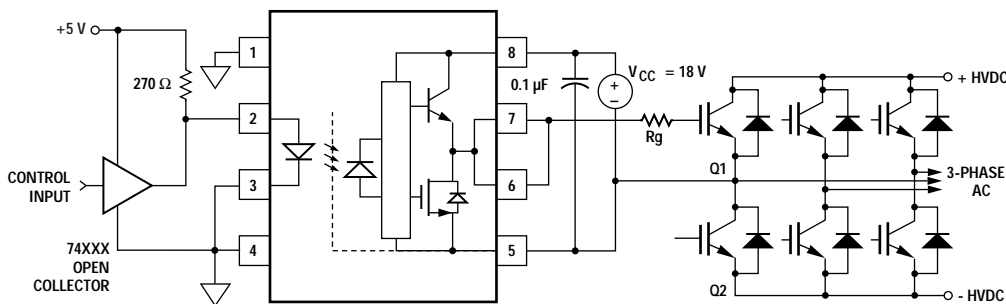 +5 V
270 Ω
CONTROL
INPUT
74XXX
OPEN
COLLECTOR
1
2
3
4
8
7
6
5
0.1 µF
VCC = 18 V
+
−
Rg
Q1
Q2
+ HVDC
3-PHASE
AC
- HVDC